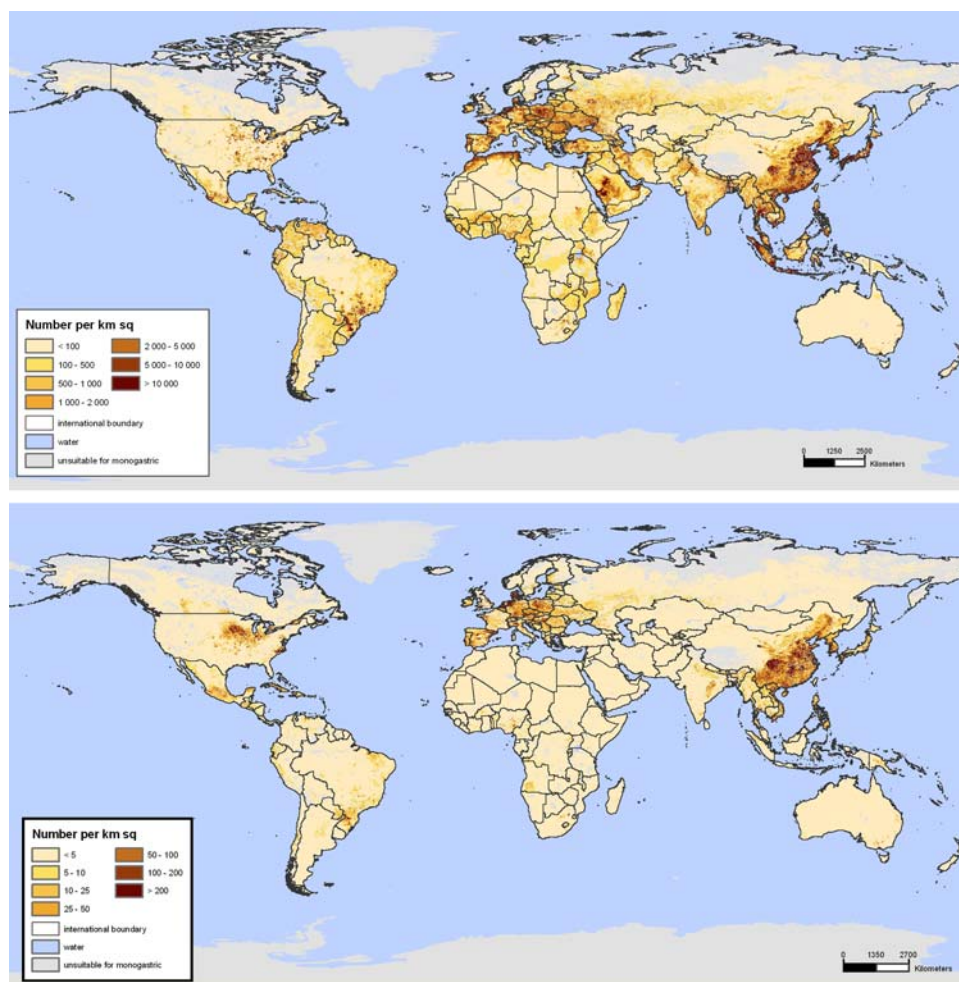 Number per km sq
< 100 2 000 - 5 000
100 - 500 5 000 - 10 000
500 - 1 000 > 10 000
1 000 - 2 000
international boundary
water
unsuitable for monogastric
0 1250 2500
Kilometers
Number per km sq
< 5 50 - 100
5 - 10 100 - 200
10 - 25 > 200
25 - 50
international boundary
water
unsuitable for monogastric
0 1350 2700
Kilometers